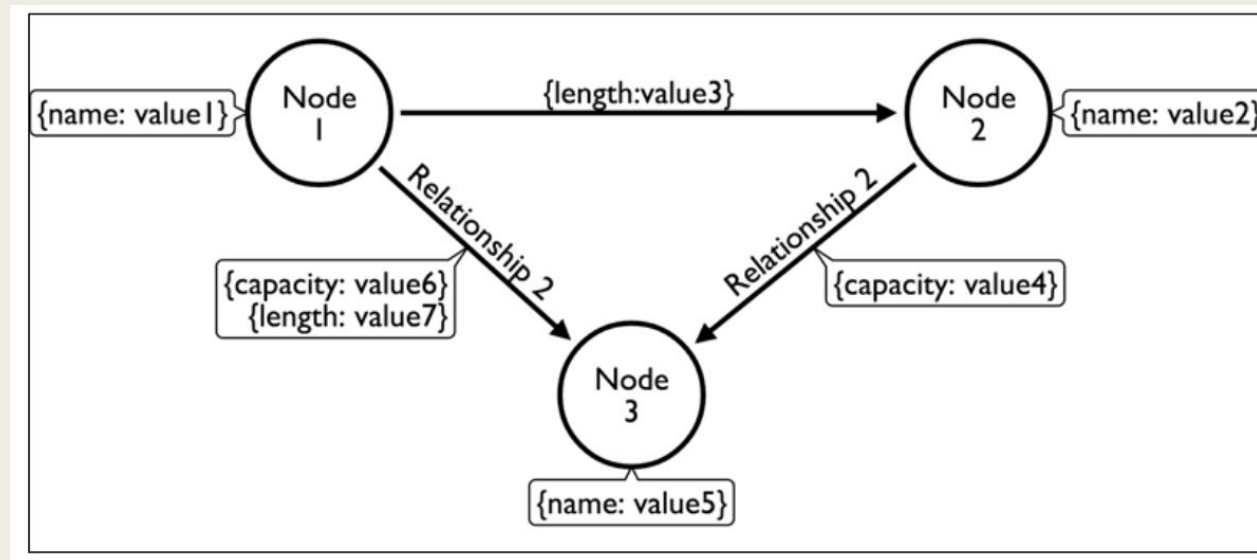 Node
1
{name: value1}
{length:value3}
Node
2
{name: value2}
Relationship 2
{capacity: value6}
{length: value7}
Relationship 2
{capacity: value4}
Node
3
{name: value5}